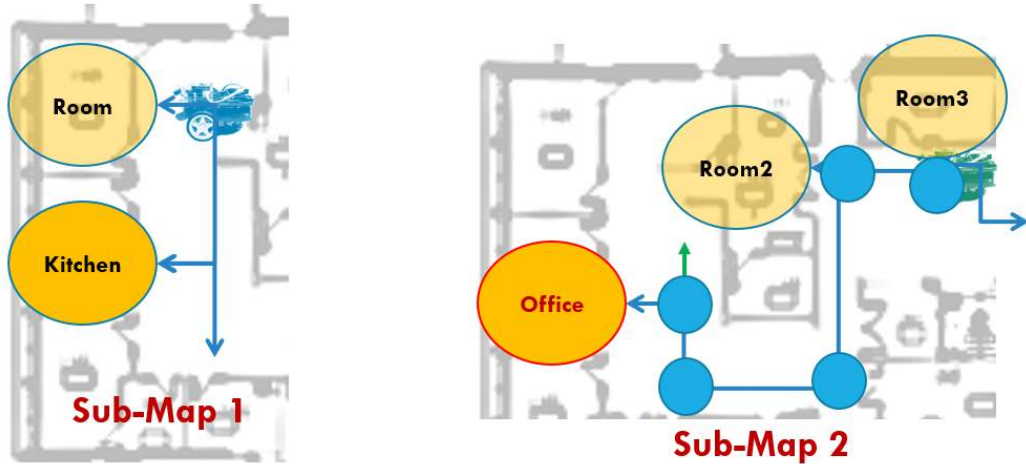 Room
Kitchen
Sub-Map 1
Room3
Room2
Office
Sub-Map 2